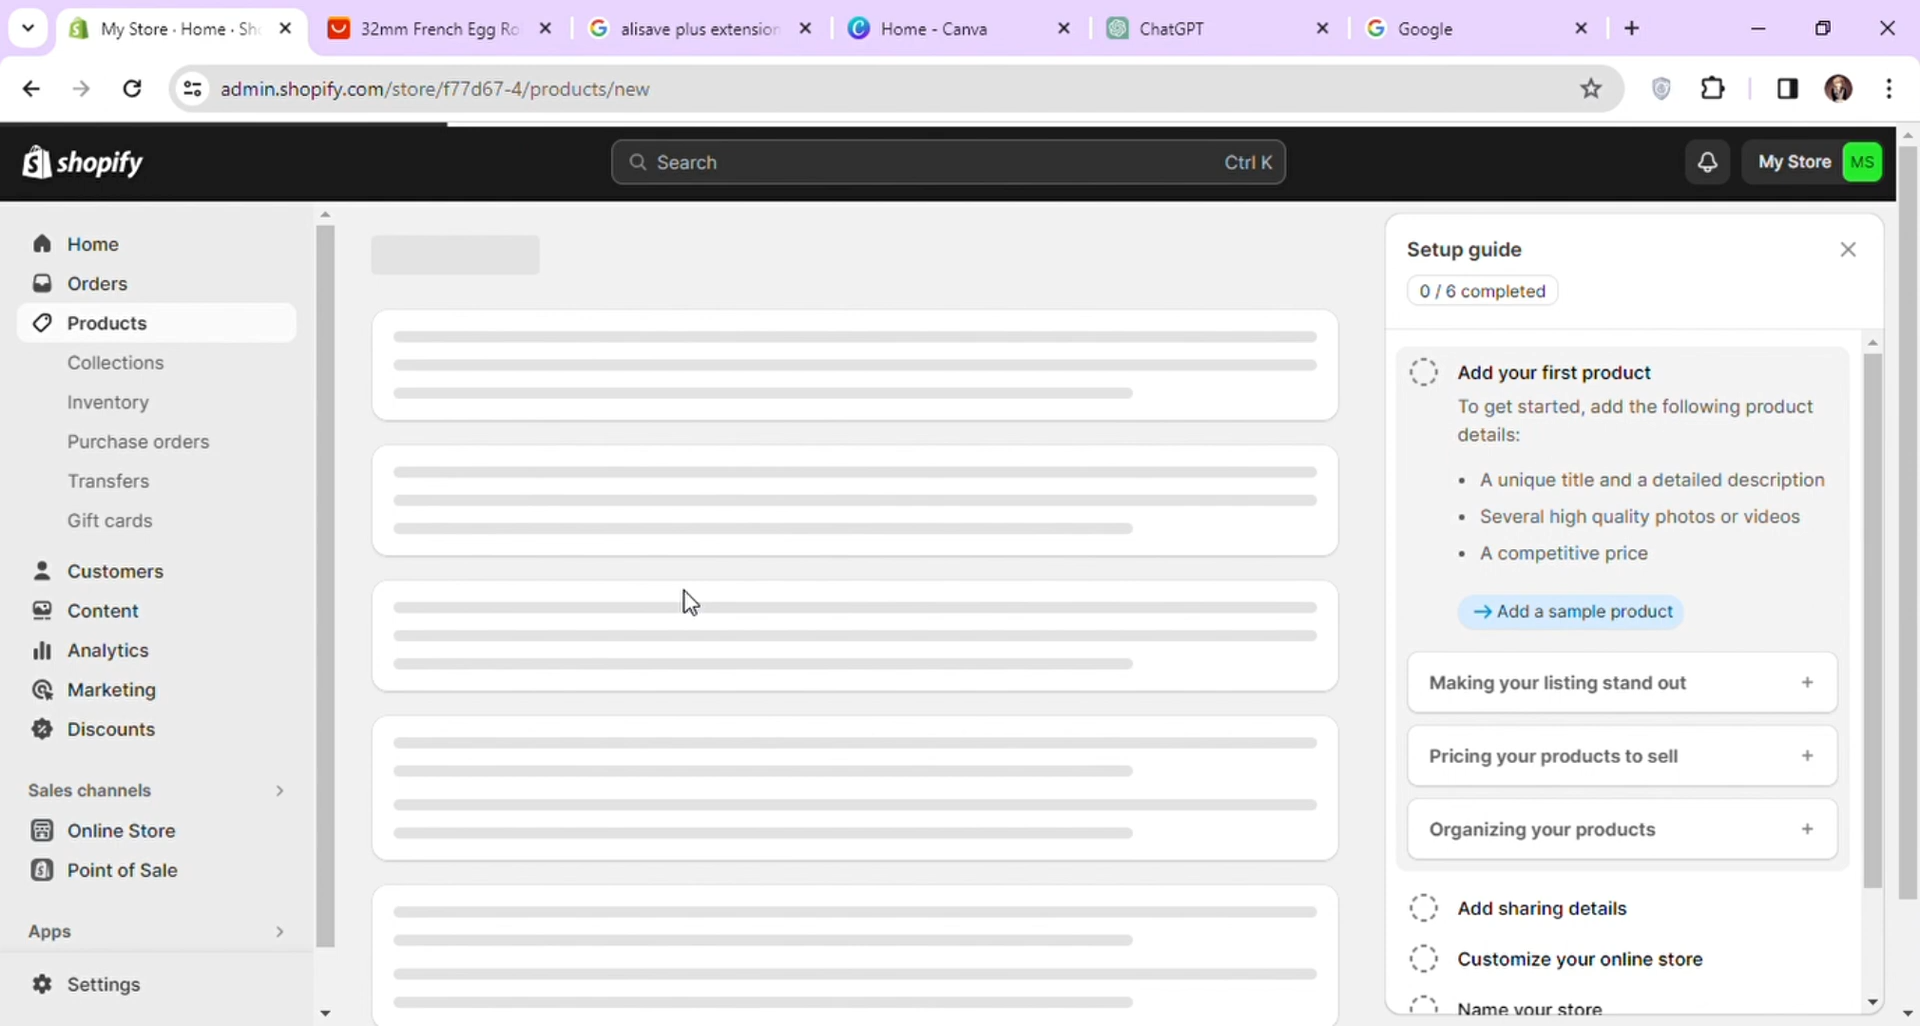 My Store · Home · Sho
32mm French Egg Ro
alisave plus extension
Home - Canva
ChatGPT
Google
admin.shopify.com/store/f77d67-4/products/new
shopify
Search
Ctrl K
My Store
MS
Home
Orders
Products
Collections
Inventory
Purchase orders
Transfers
Gift cards
Customers
Content
Analytics
Marketing
Discounts
Sales channels
Online Store
Point of Sale
Apps
Settings
Setup guide
0 / 6 completed
Add your first product
To get started, add the following product
details:
• A unique title and a detailed description
• Several high quality photos or videos
• A competitive price
→ Add a sample product
Making your listing stand out +
Pricing your products to sell +
Organizing your products +
Add sharing details
Customize your online store
Name your store